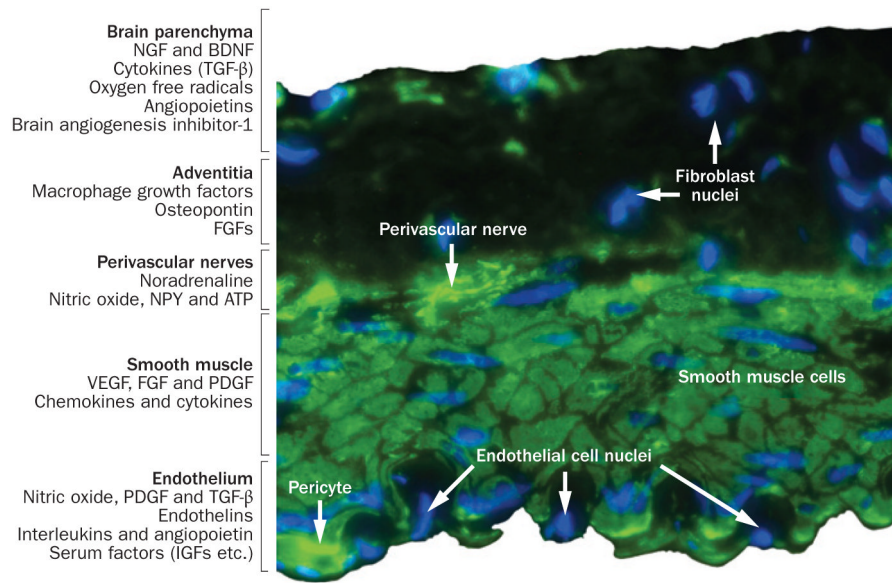 Brain parenchyma
NGF and BDNF
Cytokines (TGF-β)
Oxygen free radicals
Angiopoietins
Brain angiogenesis inhibitor-1
Adventitia
Macrophage growth factors
Osteopontin
FGFs
Perivascular nerves
Noradrenaline
Nitric oxide, NPY and ATP
Smooth muscle
VEGF, FGF and PDGF
Chemokines and cytokines
Endothelium
Nitric oxide, PDGF and TGF-β
Endothelins
Interleukins and angiopoietin
Serum factors (IGFs etc.)
Fibroblast
nuclei
Perivascular nerve
Smooth muscle cells
Endothelial cell nuclei
Pericyte